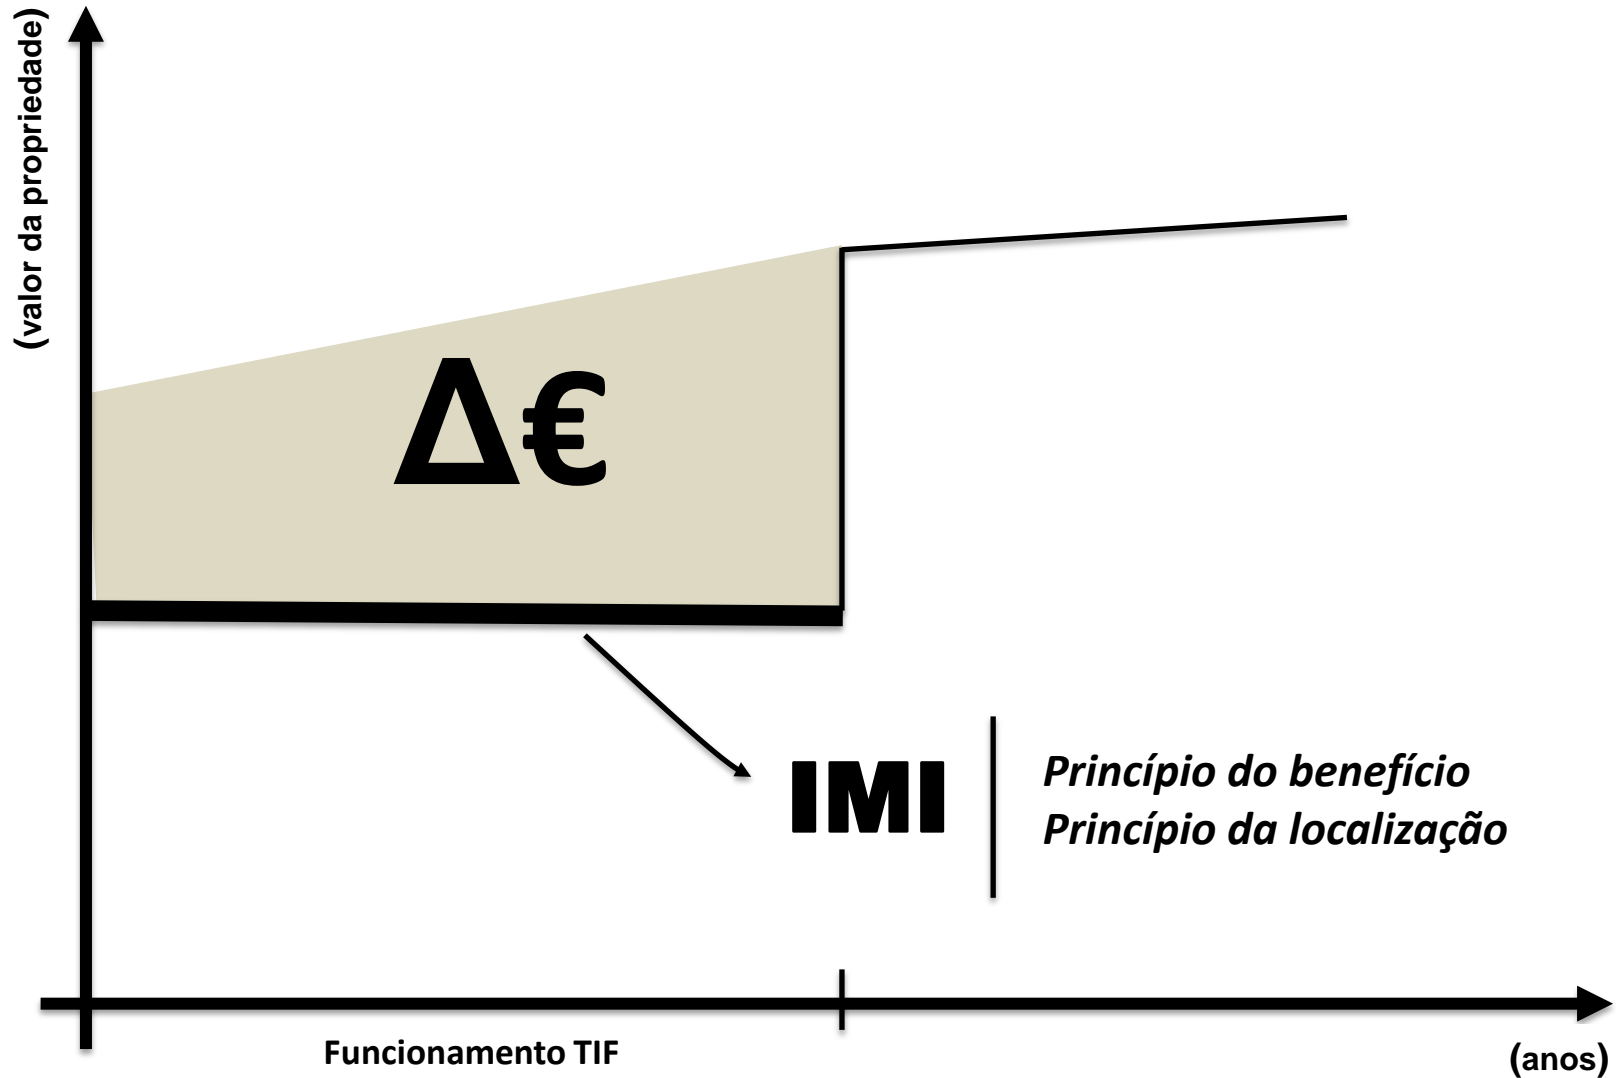 (valor da propriedade)
Δ€
IMI
Princípio do benefício
Princípio da localização
Funcionamento TIF
(anos)